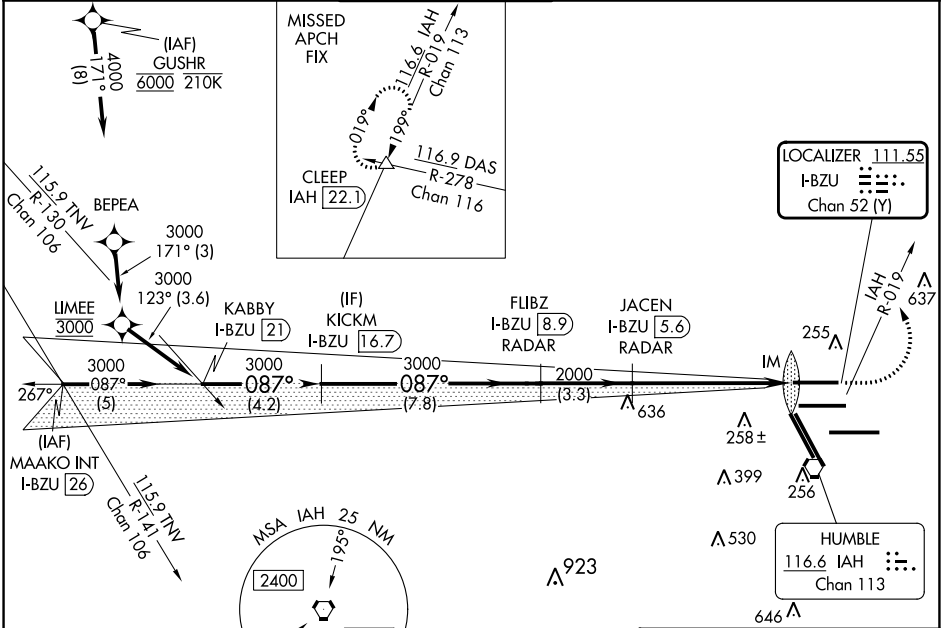 (IAF)
GUSHR
6000 210K
4000
171°
(8)
MISSED
APCH
FIX
116.6 IAH
R-019
Chan 113
019°
199°
116.9 DAS
R-278
Chan 116
CLEEP
IAH 22.1
LOCALIZER 111.55
I-BZU
Chan 52 (Y)
115.9 TNV
R-130
Chan 106
BEPEA
3000
171° (3)
3000
123° (3.6)
LIMEE
3000
KABBY
I-BZU 21
(IF)
KICKM
I-BZU 16.7
FLIBZ
I-BZU 8.9
RADAR
JACEN
I-BZU 5.6
RADAR
IAH
R-019
637
255
IM
267°
3000
087°
(5)
3000
087°
(4.2)
3000
087°
(7.8)
2000
(3.3)
636
258 ±
399
256
(IAF)
MAAKO INT
I-BZU 26
115.9 TNV
R-141
Chan 106
MSA IAH 25 NM
195°
2400
923
530
HUMBLE
116.6 IAH
Chan 113
646